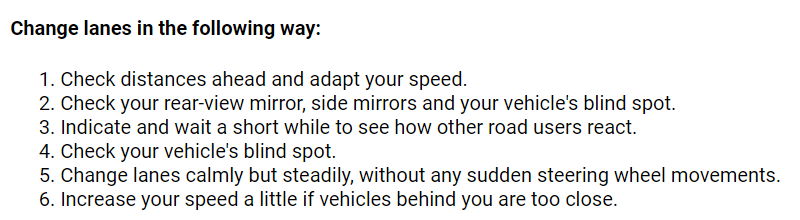 Change lanes in the following way:
1. Check distances ahead and adapt your speed.
2. Check your rear-view mirror, side mirrors and your vehicle's blind spot.
3. Indicate and wait a short while to see how other road users react.
4. Check your vehicle's blind spot.
5. Change lanes calmly but steadily, without any sudden steering wheel movements.
6. Increase your speed a little if vehicles behind you are too close.